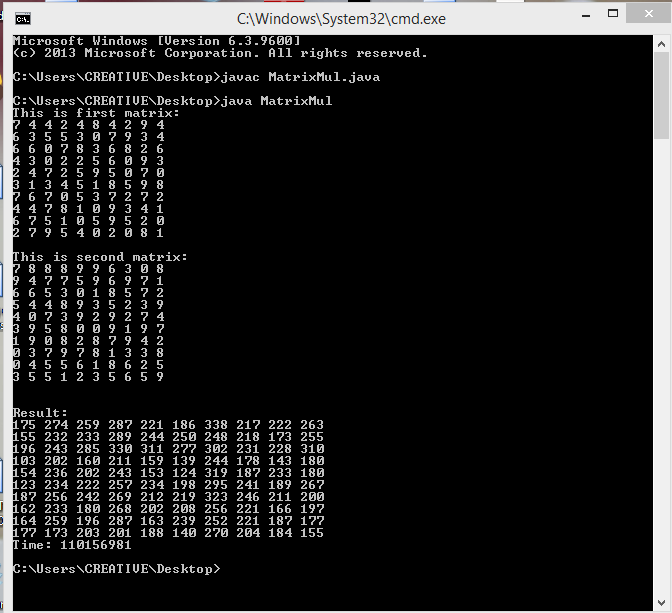 C:\Windows\System32\cmd.exe
Microsoft Windows [Version 6.3.9600]
(c) 2013 Microsoft Corporation. All rights reserved.
C:\Users\CREATIVE\Desktop>javac MatrixMul.java
C:\Users\CREATIVE\Desktop>java MatrixMul
This is first matrix:
7 4 4 2 4 8 4 2 9 4
6 3 5 5 3 0 7 9 3 4
6 6 0 7 8 3 6 8 2 6
4 3 0 2 2 5 6 0 9 3
2 4 7 2 5 9 5 0 7 0
3 1 3 4 5 1 8 5 9 8
7 6 7 0 5 3 7 2 7 2
4 4 7 8 1 0 9 3 4 1
6 7 5 1 0 5 9 5 2 0
2 7 9 5 4 0 2 0 8 1
This is second matrix:
7 8 8 8 9 9 6 3 0 8
9 4 7 7 5 9 6 9 7 1
6 6 5 3 0 1 8 5 7 2
5 4 4 8 9 3 5 2 3 9
4 0 7 3 9 2 9 2 7 4
3 9 5 8 0 0 9 1 9 7
1 9 0 8 2 8 7 9 4 2
0 3 7 9 7 8 1 3 3 8
0 4 5 5 6 1 8 6 2 5
3 5 5 1 2 3 5 6 5 9
Result:
175 274 259 287 221 186 338 217 222 263
155 232 233 289 244 250 248 218 173 255
196 243 285 330 311 277 302 231 228 310
103 202 160 211 159 139 244 178 143 180
154 236 202 243 153 124 319 187 233 180
123 234 222 257 234 198 295 241 189 267
187 256 242 269 212 219 323 246 211 200
162 233 180 268 202 208 256 221 166 197
164 259 196 287 163 239 252 221 187 177
177 173 203 201 188 140 270 204 184 155
Time: 110156981
C:\Users\CREATIVE\Desktop>